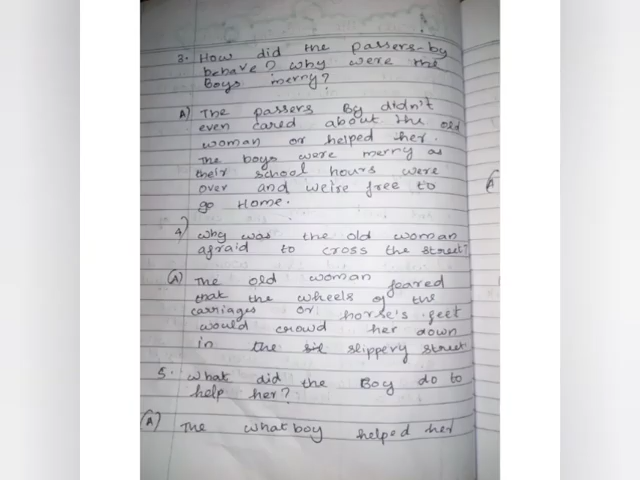 3. How did the passers-by
behave? why were the
Boys merry?
A) The passers By didn't
even cared about the old
woman or helped her.
The boys were merry as
their school hours were
over and we're free to
go Home.
4) Why was the old woman
afraid to cross the street?
(A) The old woman feared
that the wheels of the
carriages or horse's feet
would crowd her down
in the slippery street.
5. What did the Boy do to
help her?
(A) The what boy helped her
(A